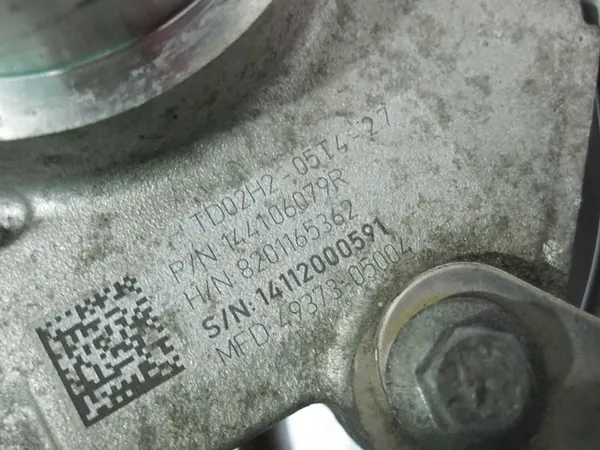 TD02H2-05T4-27
P/N 144106079R
H/N 8201165362
S/N: 14112000591
MFD: 49373-05004